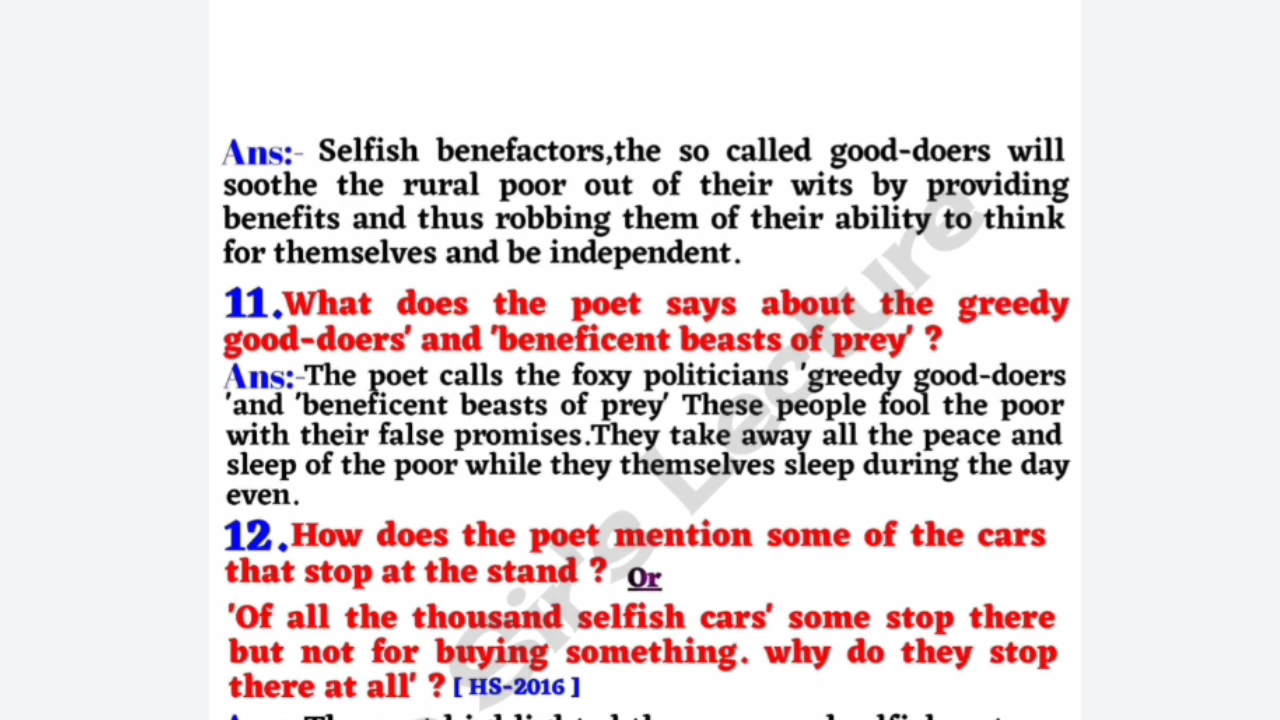 Ans:- Selfish benefactors,the so called good-doers will
soothe the rural poor out of their wits by providing
benefits and thus robbing them of their ability to think
for themselves and be independent.
11.What does the poet says about the greedy
good-doers' and 'beneficent beasts of prey' ?
Ans:-The poet calls the foxy politicians 'greedy good-doers
'and 'beneficent beasts of prey' These people fool the poor
with their false promises.They take away all the peace and
sleep of the poor while they themselves sleep during the day
even.
12.How does the poet mention some of the cars
that stop at the stand ? Or
'Of all the thousand selfish cars' some stop there
but not for buying something. why do they stop
there at all' ? [ HS-2016 ]
Sir's Lecture